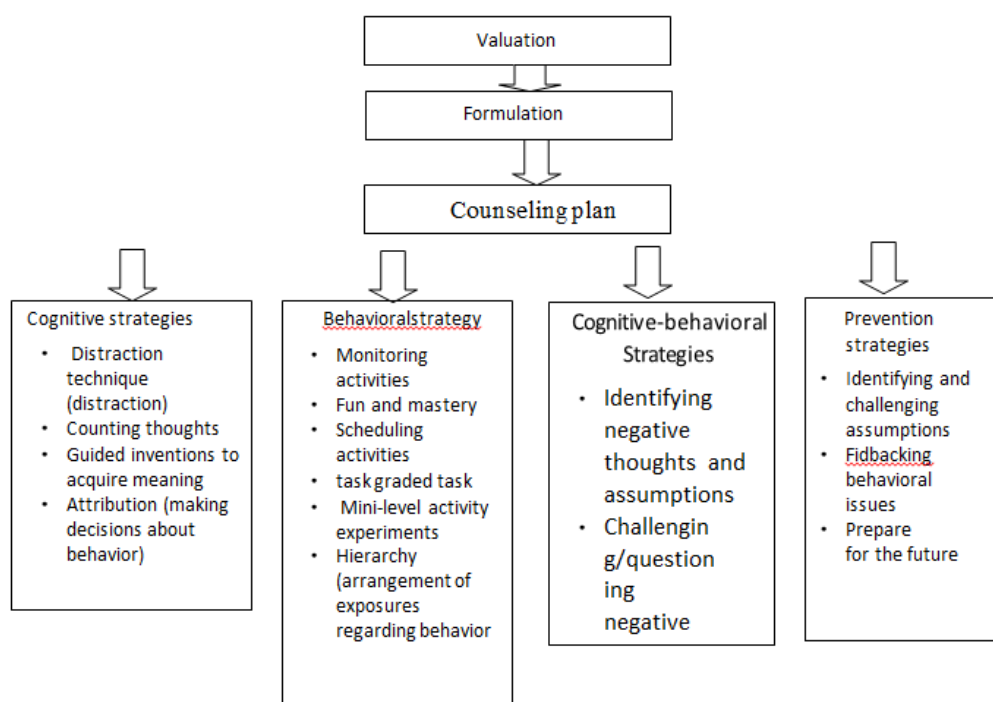 Valuation
Formulation
Counseling plan
Cognitive strategies
• Distraction
technique
(distraction)
• Counting thoughts
• Guided inventions to
acquire meaning
• Attribution (making
decisions about
behavior)
Behavioralstrategy
• Monitoring
activities
• Fun and mastery
• Scheduling
activities
• task graded task
• Mini-level activity
experiments
• Hierarchy
(arrangement of
exposures
regarding behavior
Cognitive-behavioral
Strategies
• Identifying
negative
thoughts and
assumptions
• Challengin
g/question
ing
negative
Prevention
strategies
• Identifying and
challenging
assumptions
• Fidbacking
behavioral
issues
• Prepare
for the future